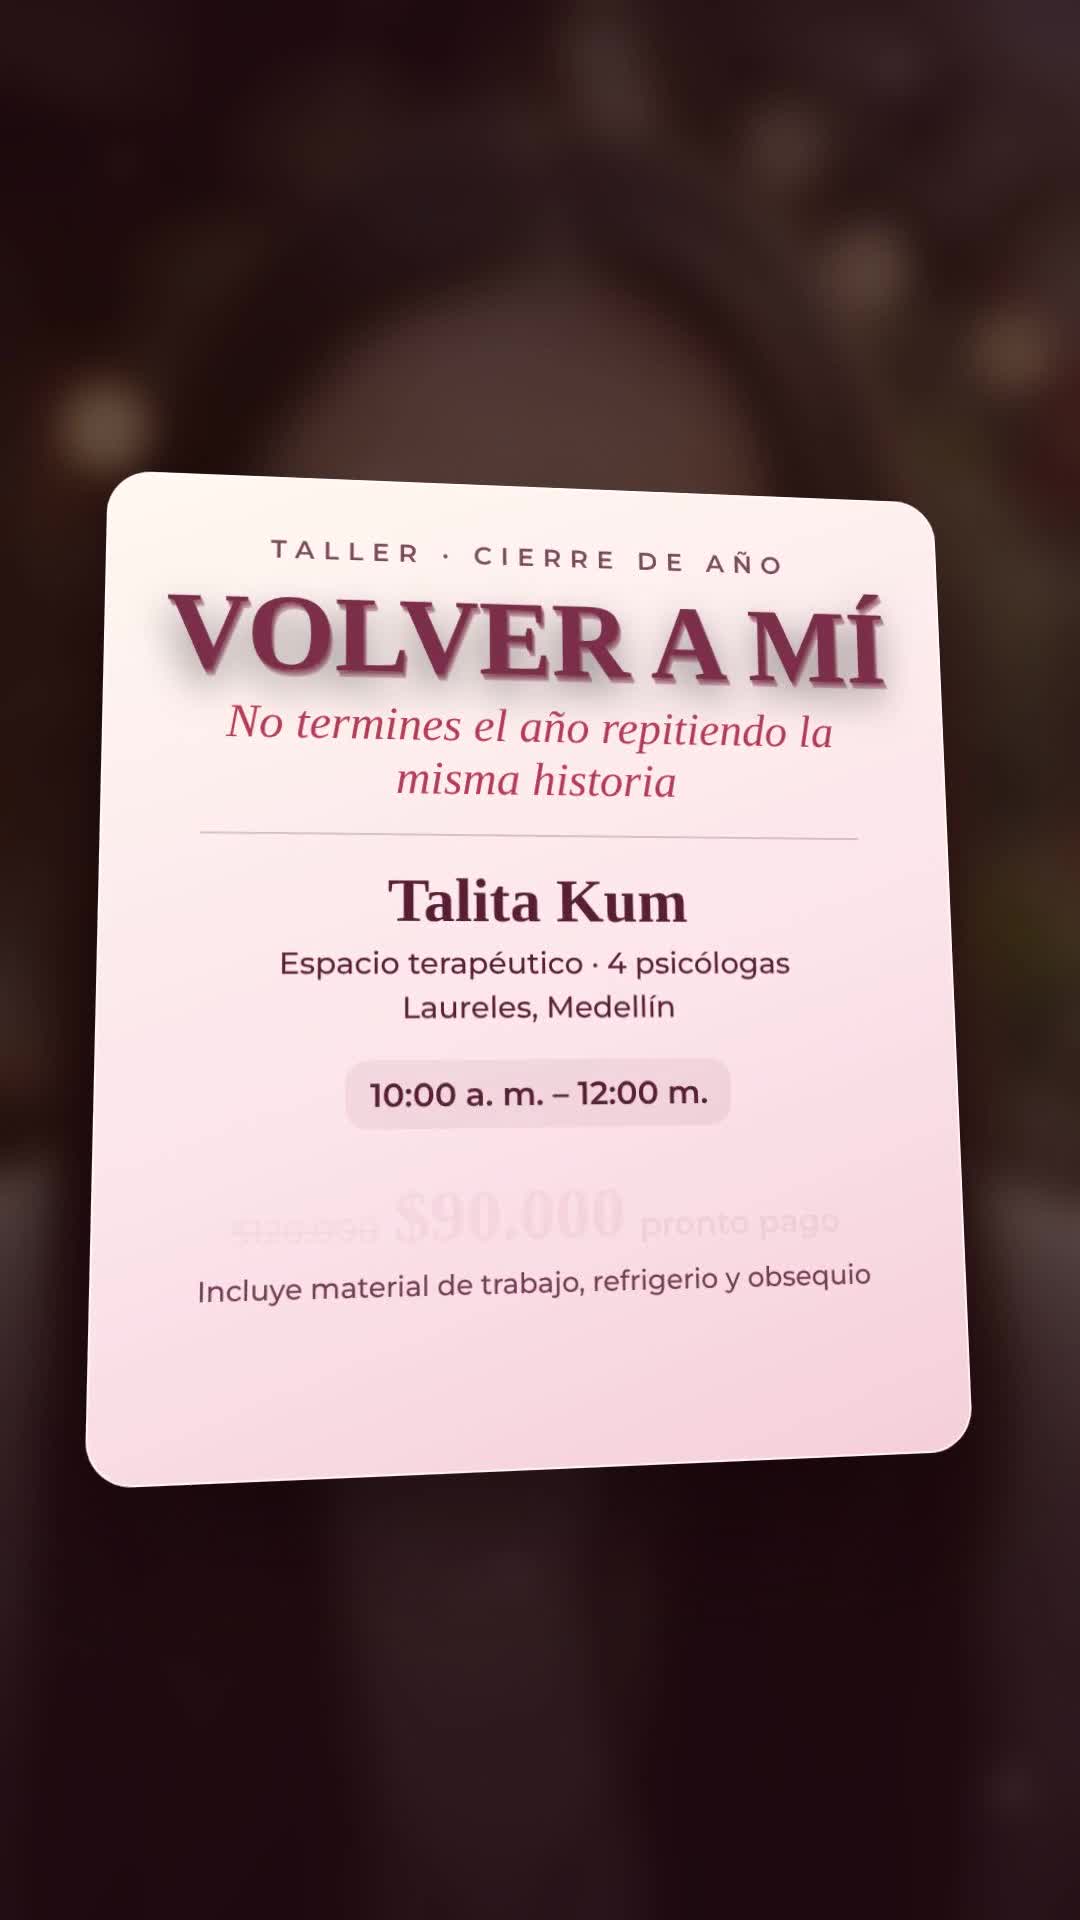 TALLER · CIERRE DE AÑO
VOLVER A MÍ
No termines el año repitiendo la
misma historia
Talita Kum
Espacio terapéutico · 4 psicólogas
Laureles, Medellín
10:00 a. m. – 12:00 m.
$90.000 pronto pago
Incluye material de trabajo, refrigerio y obsequio